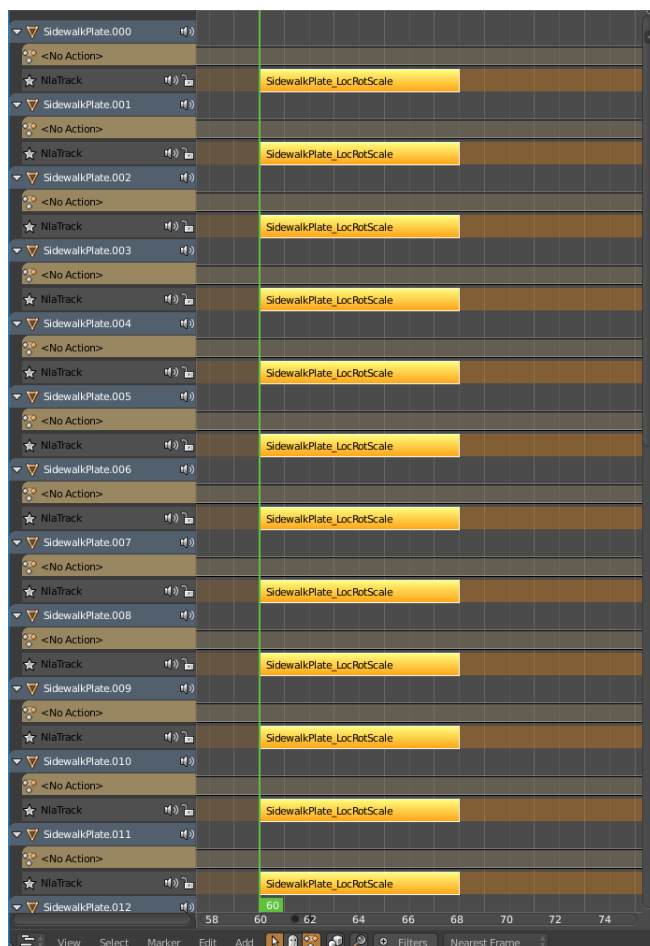 SidewalkPlate.000
<No Action>
NlaTrack SidewalkPlate_LocRotScale
SidewalkPlate.001
<No Action>
NlaTrack SidewalkPlate_LocRotScale
SidewalkPlate.002
<No Action>
NlaTrack SidewalkPlate_LocRotScale
SidewalkPlate.003
<No Action>
NlaTrack SidewalkPlate_LocRotScale
SidewalkPlate.004
<No Action>
NlaTrack SidewalkPlate_LocRotScale
SidewalkPlate.005
<No Action>
NlaTrack SidewalkPlate_LocRotScale
SidewalkPlate.006
<No Action>
NlaTrack SidewalkPlate_LocRotScale
SidewalkPlate.007
<No Action>
NlaTrack SidewalkPlate_LocRotScale
SidewalkPlate.008
<No Action>
NlaTrack SidewalkPlate_LocRotScale
SidewalkPlate.009
<No Action>
NlaTrack SidewalkPlate_LocRotScale
SidewalkPlate.010
<No Action>
NlaTrack SidewalkPlate_LocRotScale
SidewalkPlate.011
<No Action>
NlaTrack SidewalkPlate_LocRotScale
SidewalkPlate.012 60
58 60 62 64 66 68 70 72 74
View Select Marker Edit Add Filters Nearest Frame